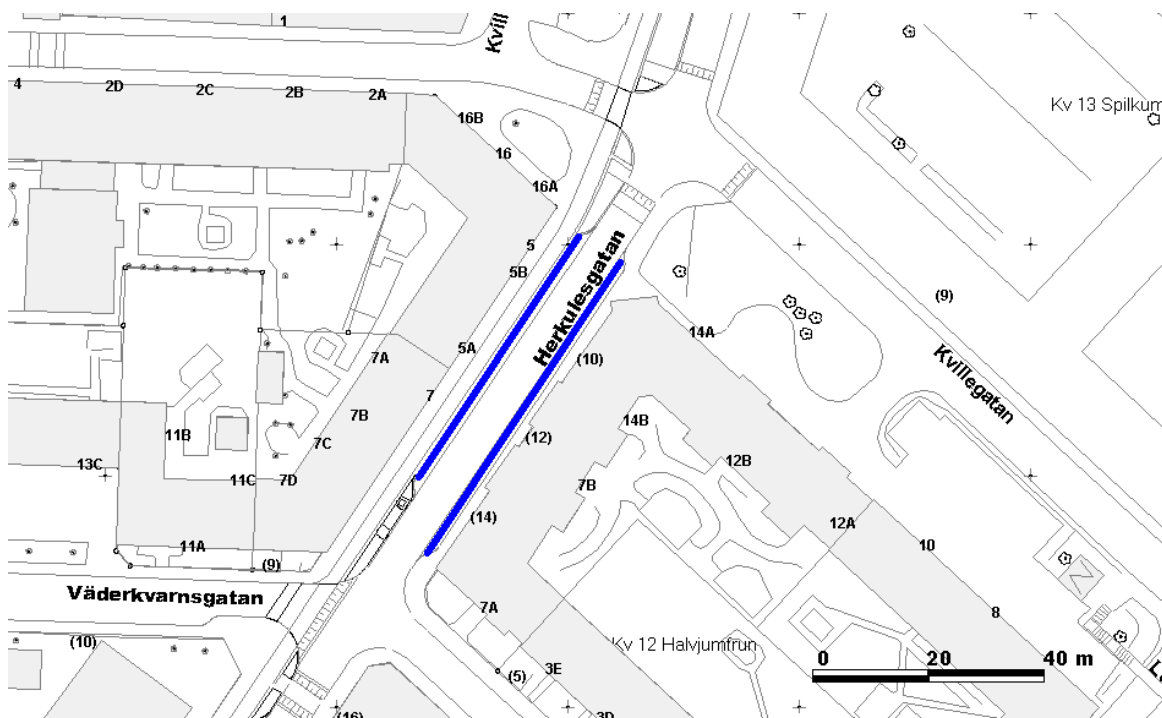 1
Kville
4
2D
2C
2B
2A
16B
16
16A
Kv 13 Spilkum
5
5B
Herkulesgatan
(9)
14A
5A
(10)
Kvillegatan
7A
7
7B
14B
(12)
11B
7C
12B
13C
11C
7D
7B
(14)
12A
11A
10
(9)
Väderkvarnsgatan
7A
8
(10)
Kv 12 Halvjumfrun
0 20 40 m
3E
(5)
(16)
3D